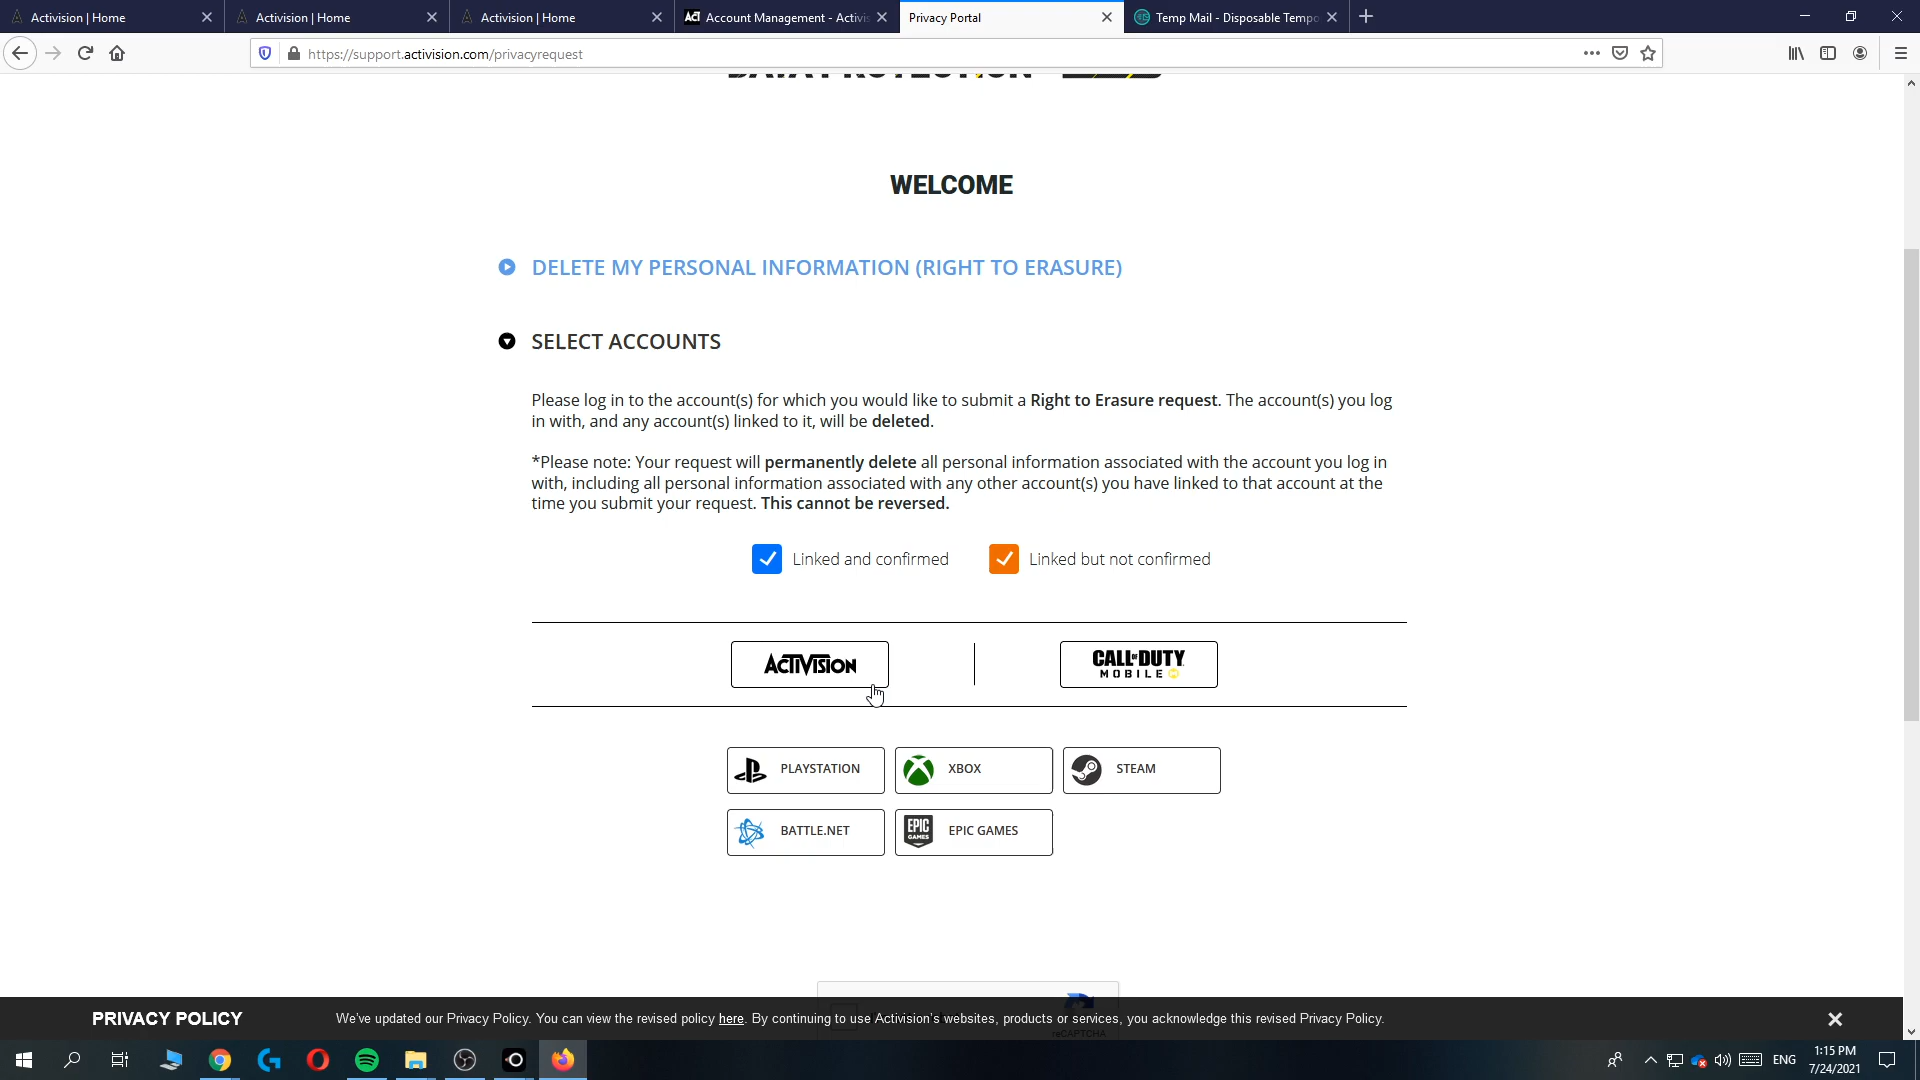 Activision | Home
Activision | Home
Activision | Home
Account Management - Activis
Privacy Portal
Temp Mail - Disposable Tempo
https://support.activision.com/privacyrequest
DATA PROTECTION
WELCOME
DELETE MY PERSONAL INFORMATION (RIGHT TO ERASURE)
SELECT ACCOUNTS
Please log in to the account(s) for which you would like to submit a Right to Erasure request. The account(s) you log
in with, and any account(s) linked to it, will be deleted.
*Please note: Your request will permanently delete all personal information associated with the account you log in
with, including all personal information associated with any other account(s) you have linked to that account at the
time you submit your request. This cannot be reversed.
Linked and confirmed
Linked but not confirmed
ACTIVISION
CALL OF DUTY
MOBILE
PLAYSTATION
XBOX
STEAM
BATTLE.NET
EPIC GAMES
EPIC GAMES
PRIVACY POLICY
We've updated our Privacy Policy. You can view the revised policy here. By continuing to use Activision's websites, products or services, you acknowledge this revised Privacy Policy.
reCAPTCHA
ENG
1:15 PM
7/24/2021